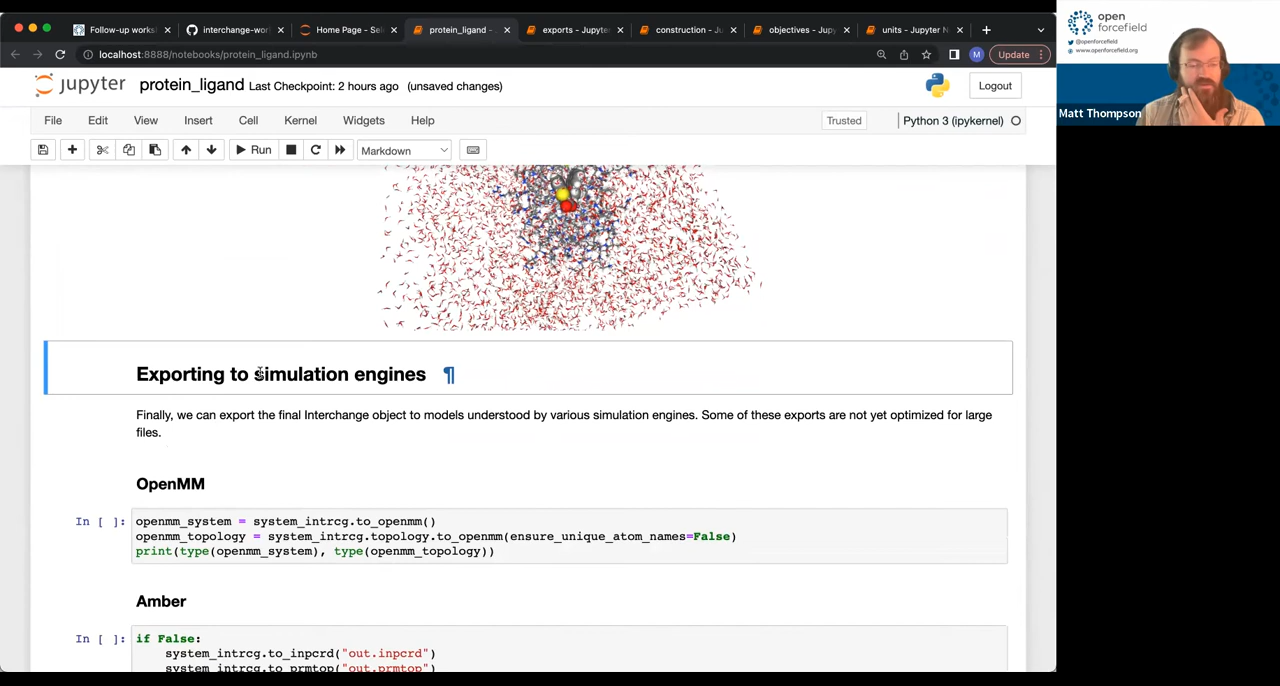 Follow-up works
interchange-wor
Home Page - Sel
protein_ligand -
exports - Jupyte
construction - Ju
objectives - Jup
units - Jupyter N
localhost:8888/notebooks/protein_ligand.ipynb
M
Update
open
forcefield
@openforcefield
www.openforcefield.org
Matt Thompson
jupyter
protein_ligand Last Checkpoint: 2 hours ago (unsaved changes)
Logout
File Edit View Insert Cell Kernel Widgets Help
Trusted
Python 3 (ipykernel)
Run
Markdown
Exporting to simulation engines ¶
Finally, we can export the final Interchange object to models understood by various simulation engines. Some of these exports are not yet optimized for large
files.
OpenMM
In [ ]:
openmm_system = system_intrcg.to_openmm()
openmm_topology = system_intrcg.topology.to_openmm(ensure_unique_atom_names=False)
print(type(openmm_system), type(openmm_topology))
Amber
In [ ]:
if False:
system_intrcg.to_inpcrd("out.inpcrd")
system_intrcg.to_prmtop("out.prmtop")